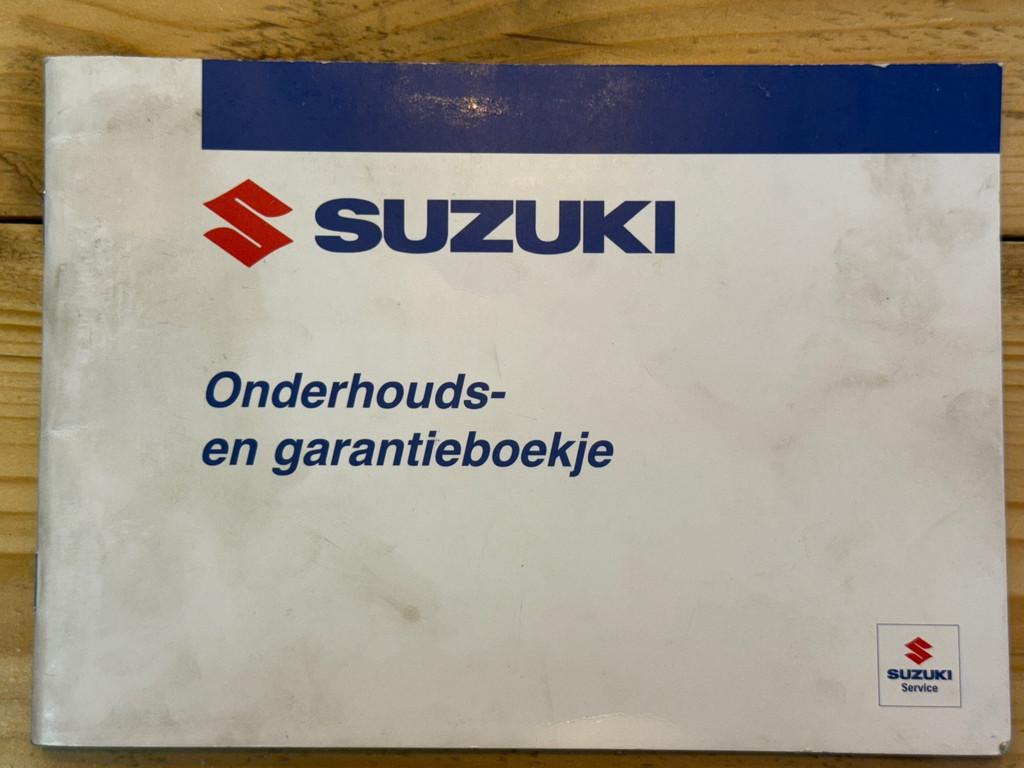 SUZUKI
Onderhouds-
en garantieboekje
SUZUKI
Service